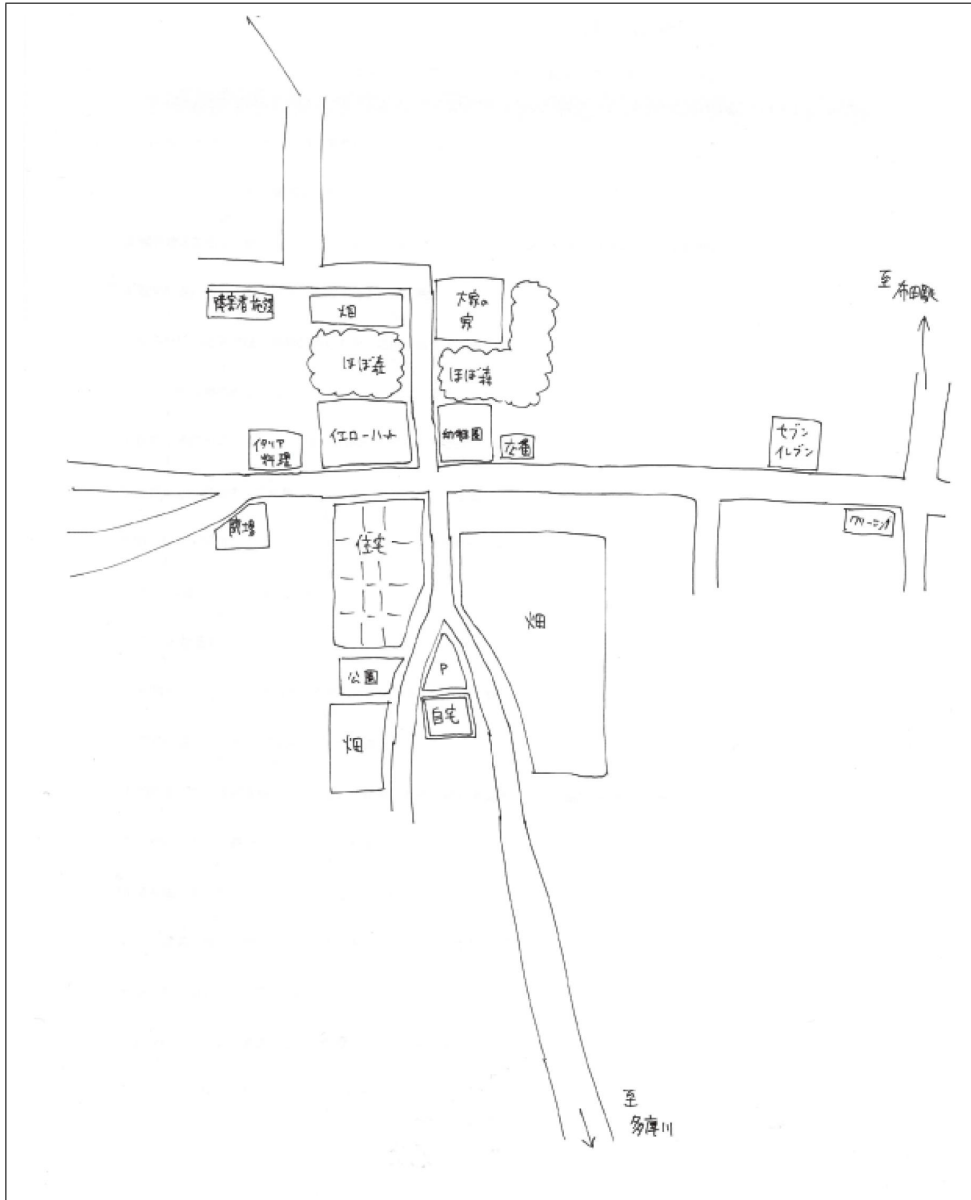 至
布田駅
障害者施設
畑
大家の
家
ほぼ森
ほぼ森
イエローハット
幼稚園
交番
イタリア
料理
セブン
イレブン
クリーニング
住宅
畑
公園
P
自宅
畑
至
多摩川